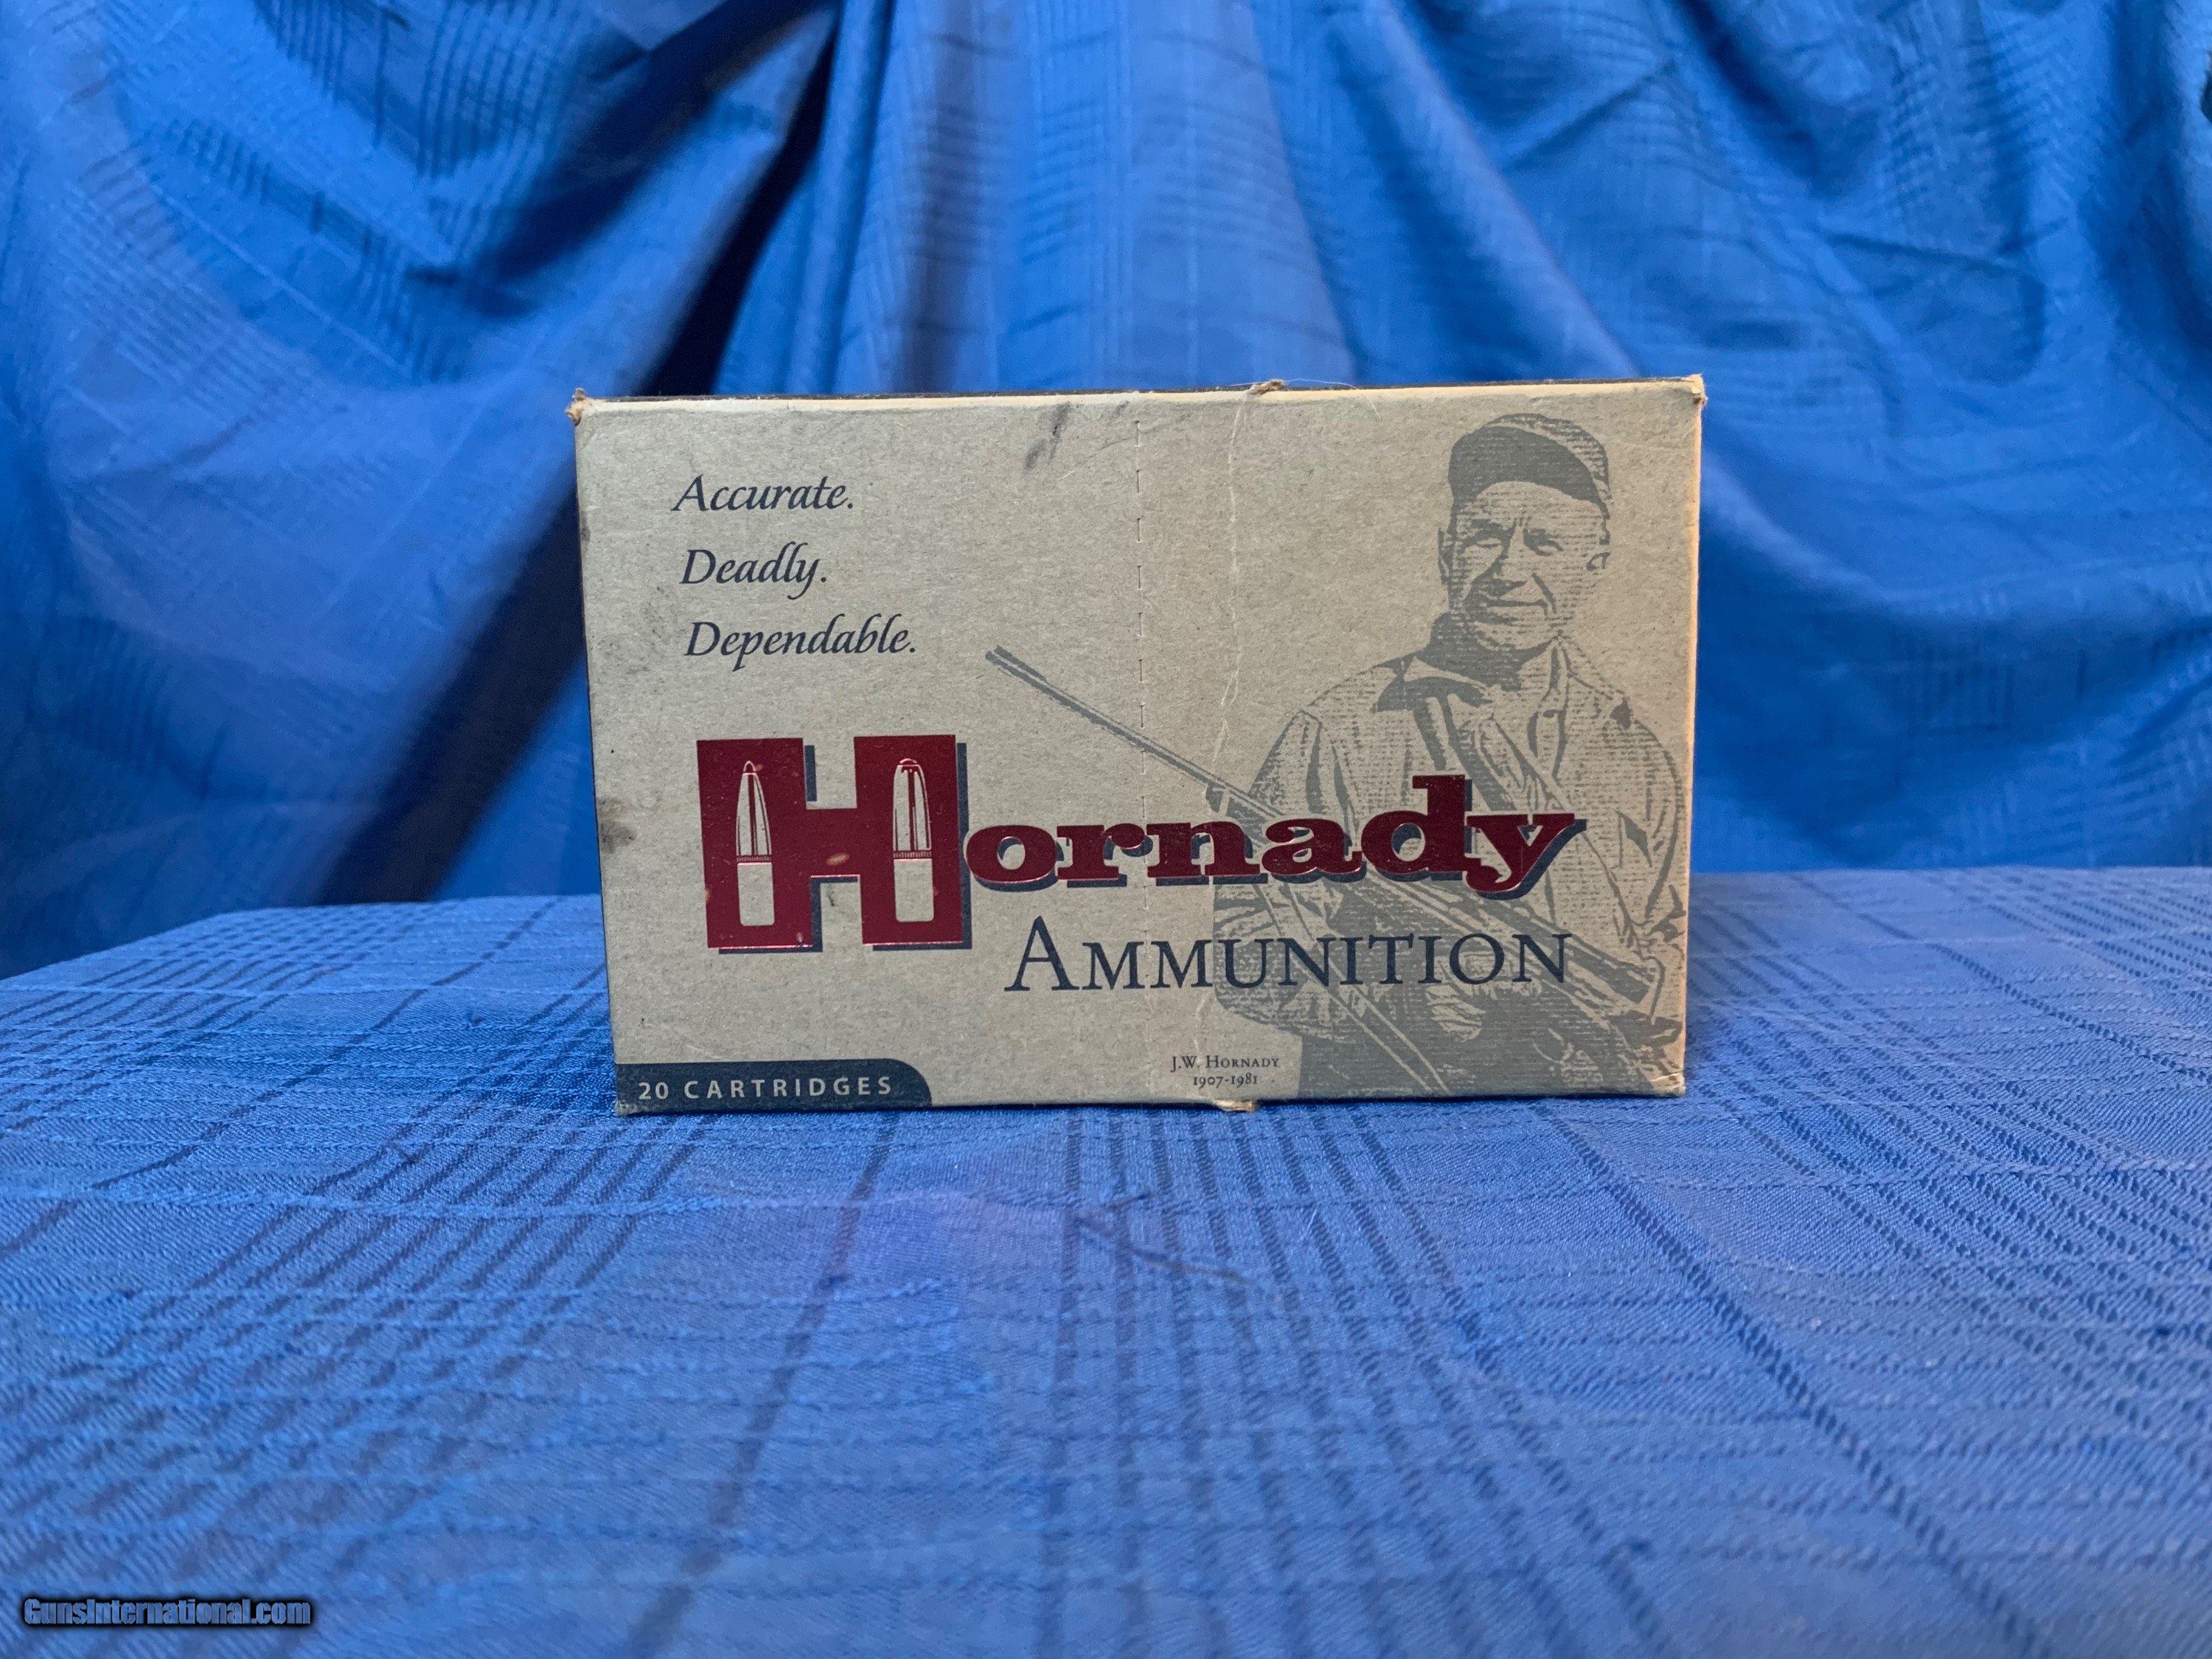 Accurate.
Deadly.
Dependable.
Hornady
AMMUNITION
J.W. HORNADY
1907-1981
20 CARTRIDGES
GunsInternational.com